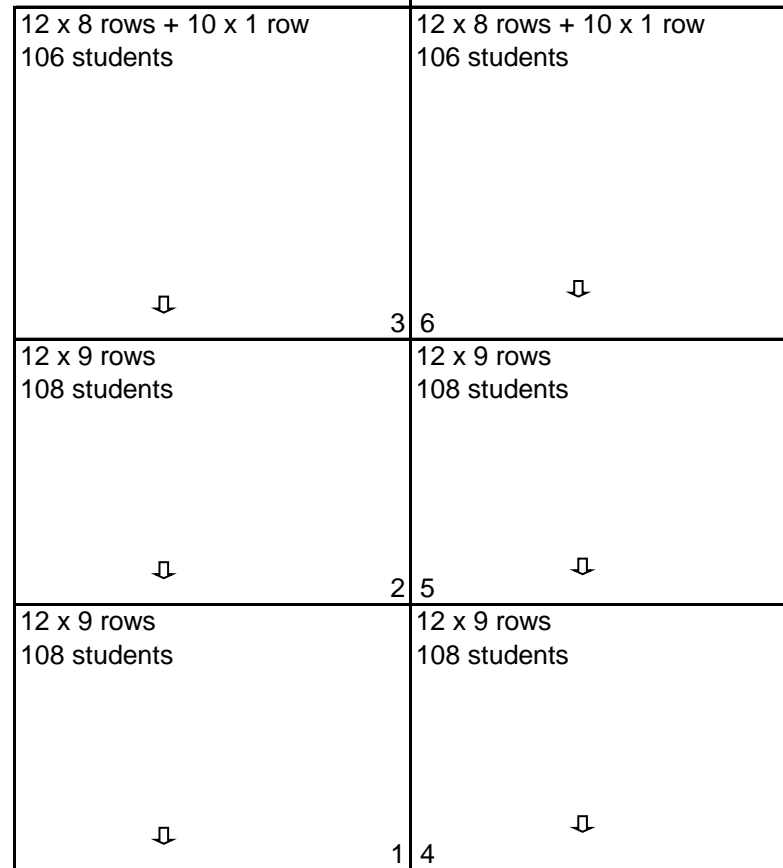 12 x 8 rows + 10 x 1 row
106 students
⇩
3
12 x 8 rows + 10 x 1 row
106 students
⇩
6
12 x 9 rows
108 students
⇩
2
12 x 9 rows
108 students
⇩
5
12 x 9 rows
108 students
⇩
1
12 x 9 rows
108 students
⇩
4